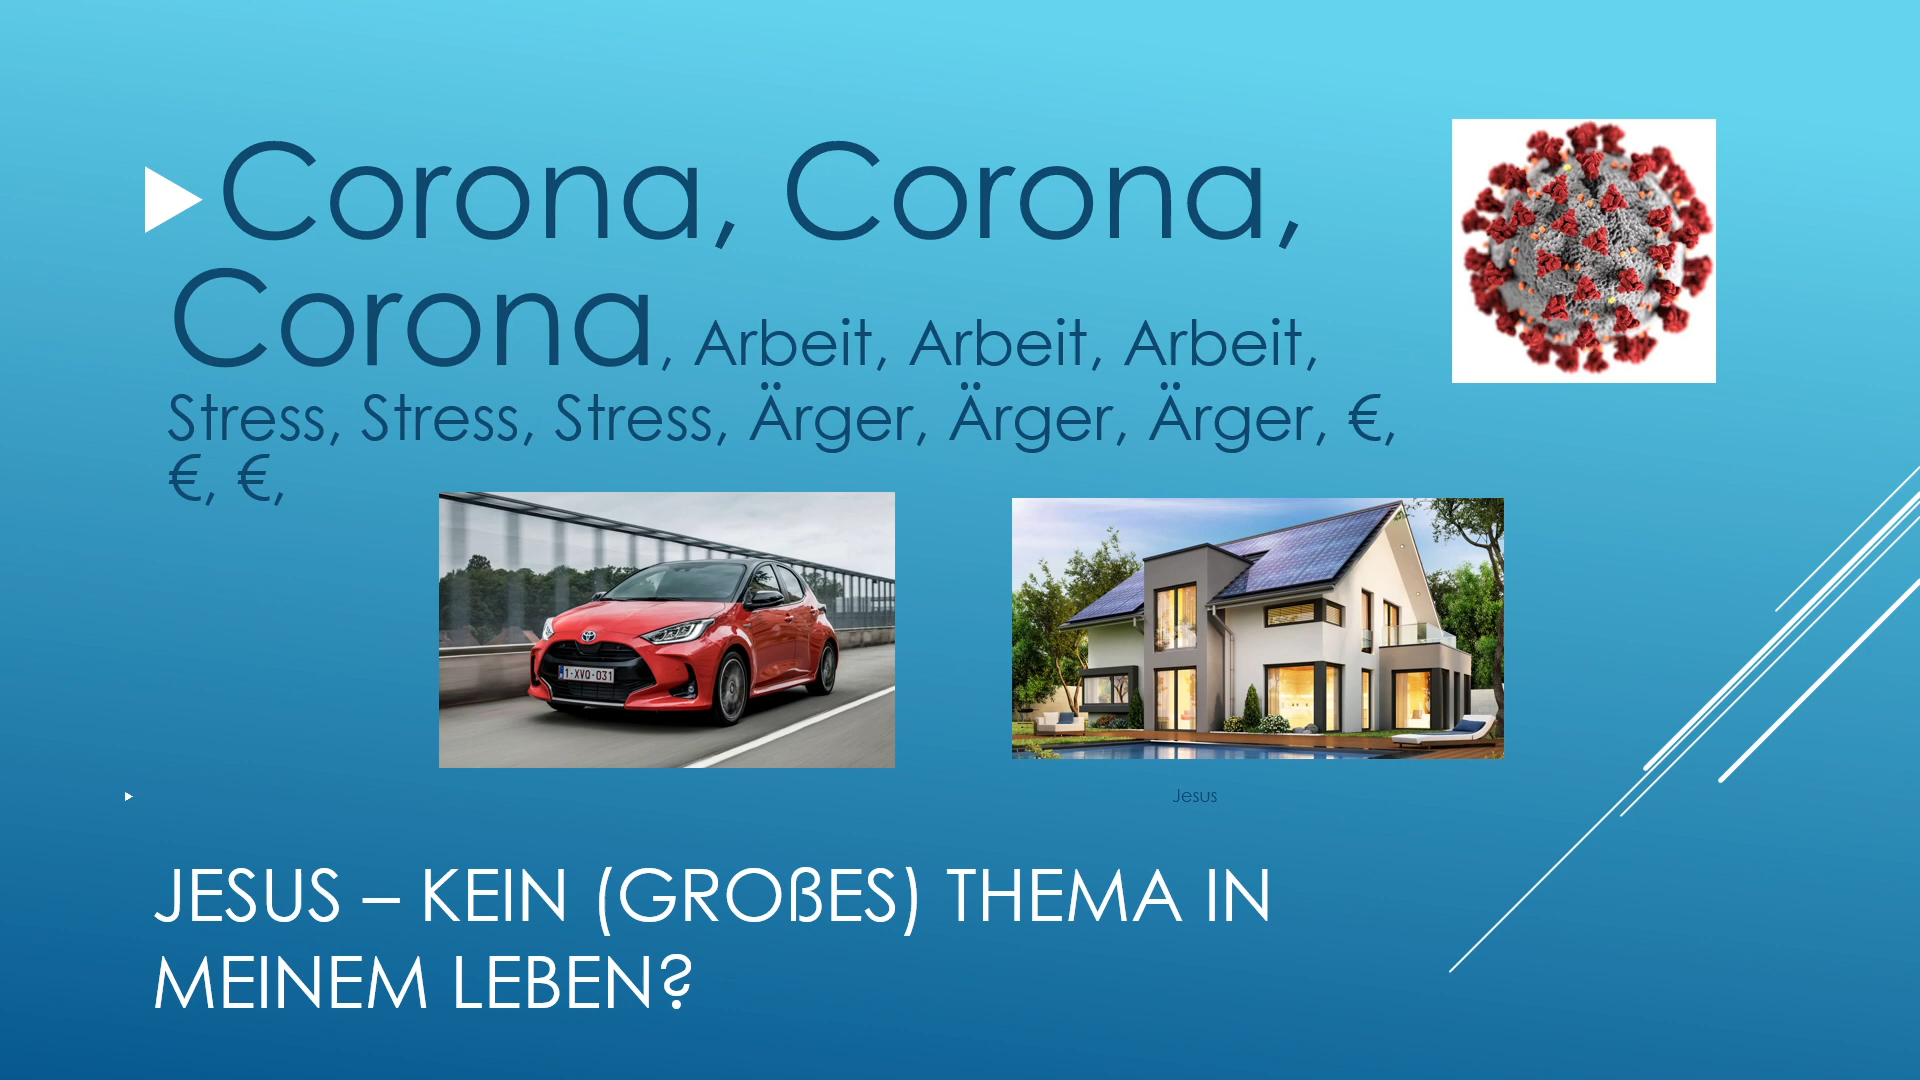 Corona, Corona,
Corona, Arbeit, Arbeit, Arbeit,
Stress, Stress, Stress, Ärger, Ärger, Ärger, €,
€, €,
1-XVQ-031
Jesus
JESUS – KEIN (GROßES) THEMA IN
MEINEM LEBEN?